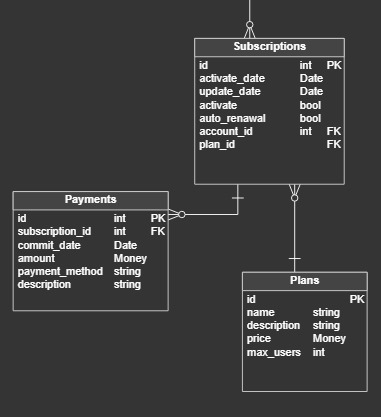 Subscriptions
id int PK
activate_date Date
update_date Date
activate bool
auto_renawal bool
account_id int FK
plan_id FK
Payments
id int PK
subscription_id int FK
commit_date Date
amount Money
payment_method string
description string
Plans
id PK
name string
description string
price Money
max_users int